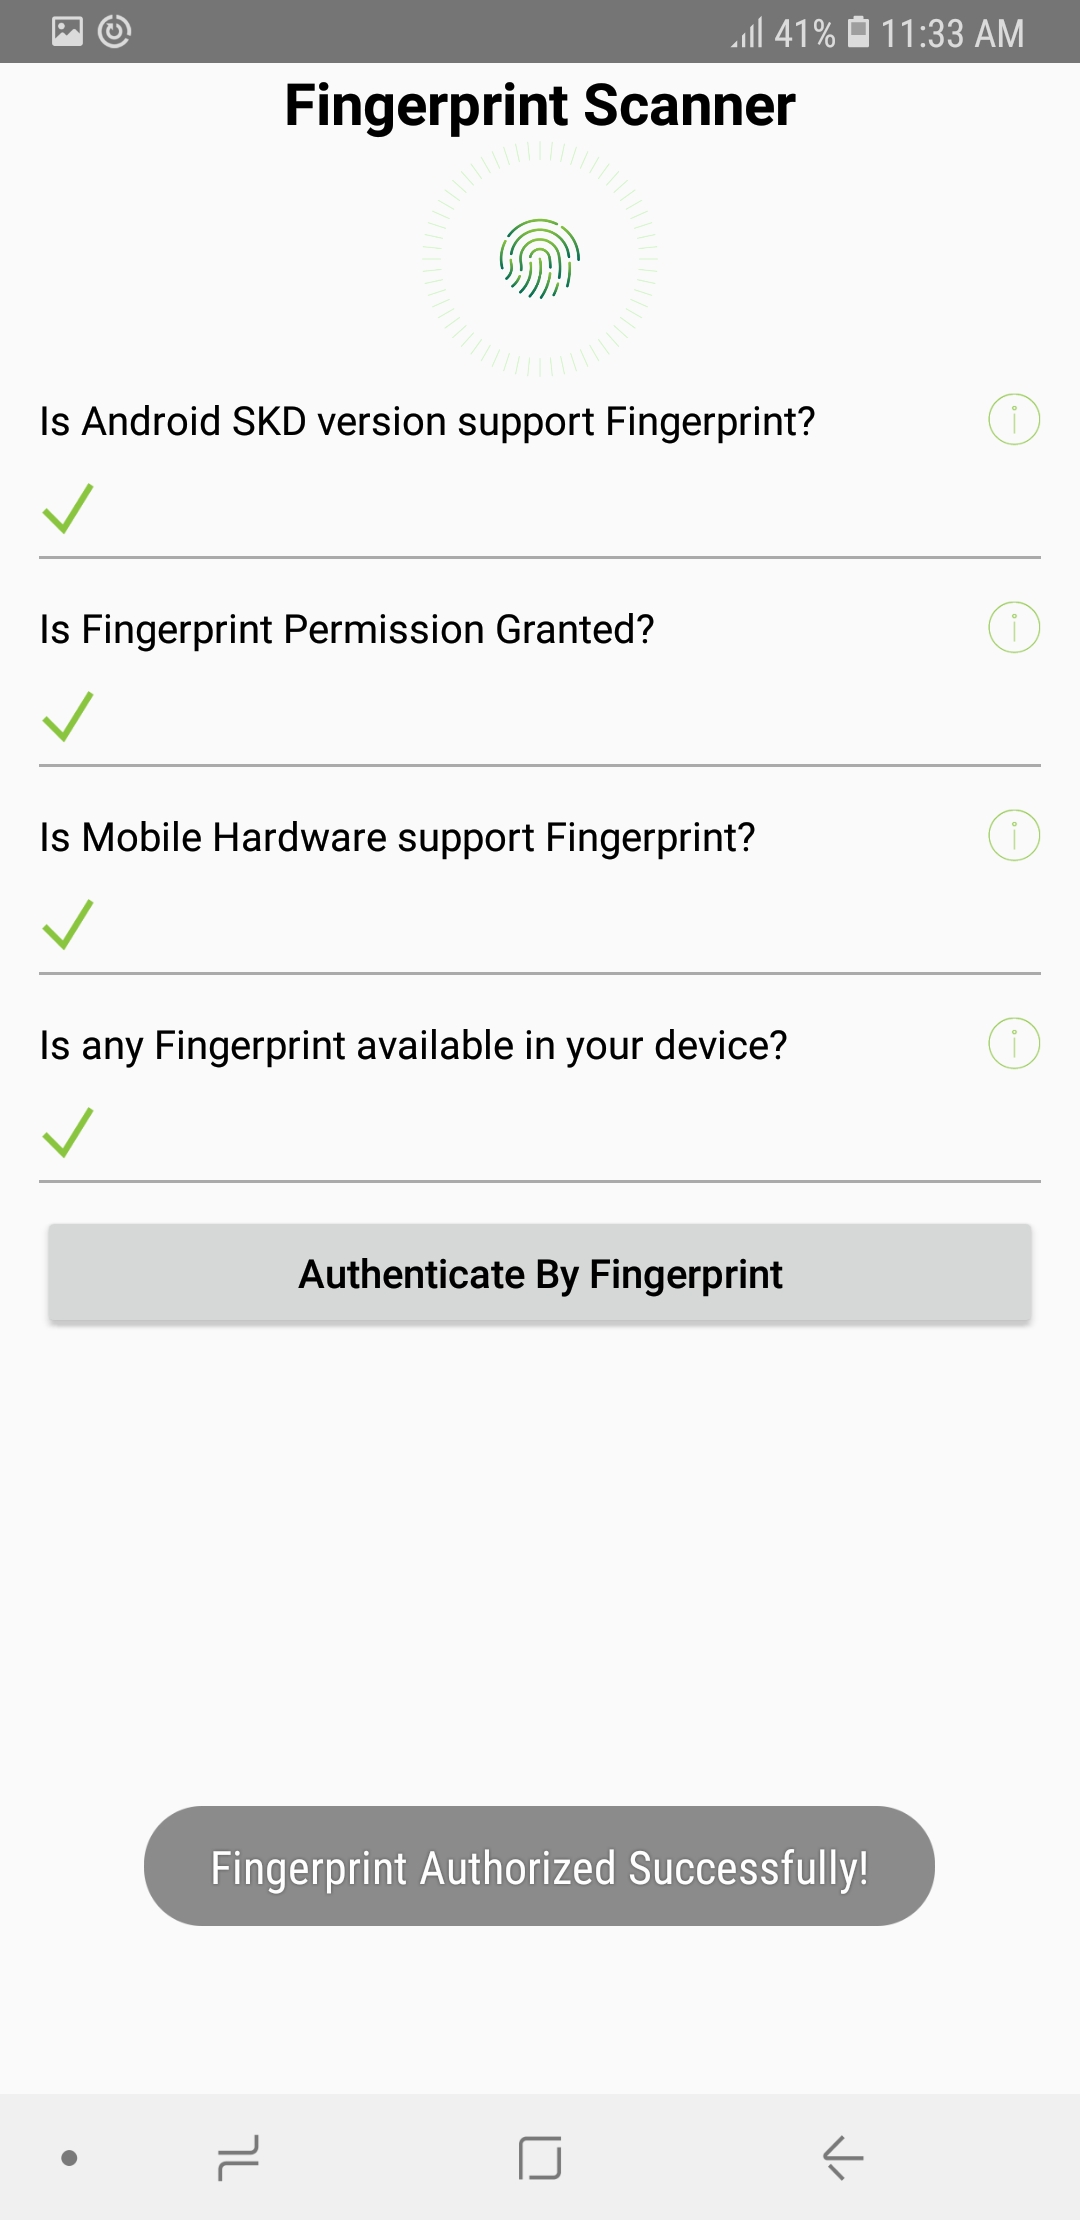 41% 11:33 AM
Fingerprint Scanner
Is Android SKD version support Fingerprint?
Is Fingerprint Permission Granted?
Is Mobile Hardware support Fingerprint?
Is any Fingerprint available in your device?
Authenticate By Fingerprint
Fingerprint Authorized Successfully!